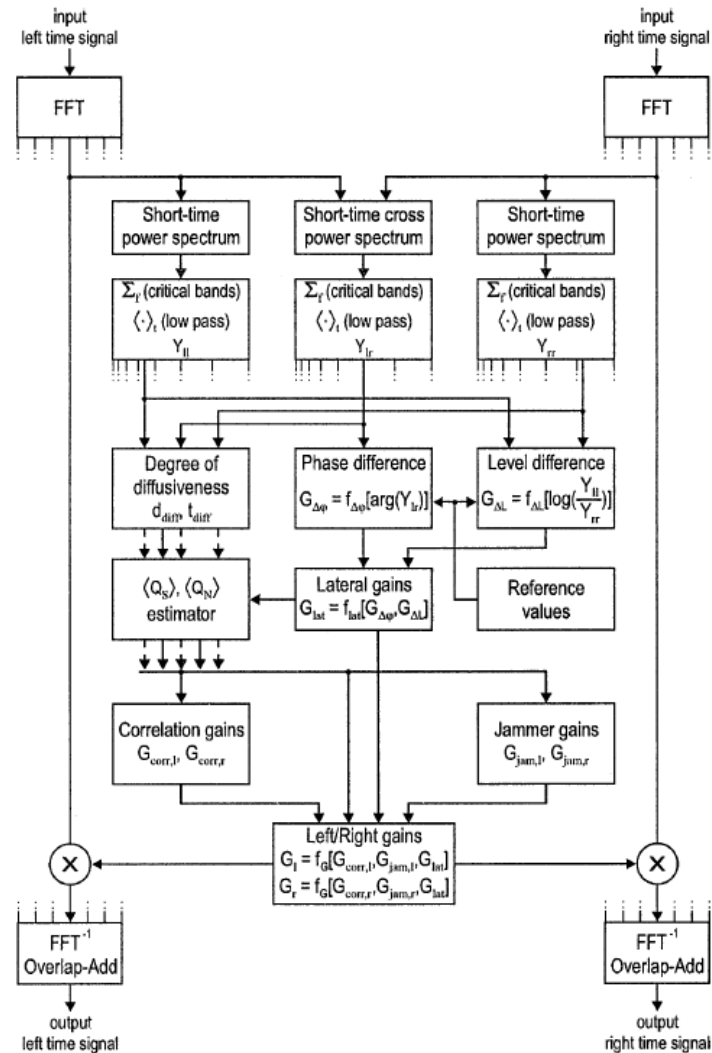 input
left time signal
input
right time signal
FFT
FFT
Short-time
power spectrum
Short-time cross
power spectrum
Short-time
power spectrum
Σf' (critical bands)
⟨·⟩t (low pass)
Yll
Σf' (critical bands)
⟨·⟩t (low pass)
Ylr
Σf' (critical bands)
⟨·⟩t (low pass)
Yrr
Degree of
diffusiveness
ddiff, tdiff
Phase difference
GΔφ = fΔφ[arg(Ylr)]
Level difference
GΔL = fΔL[log(Yll/Yrr)]
⟨QS⟩, ⟨QN⟩
estimator
Lateral gains
Glat = flat[GΔφ,GΔL]
Reference
values
Correlation gains
Gcorr,l, Gcorr,r
Jammer gains
Gjam,l, Gjam,r
Left/Right gains
Gl = fG[Gcorr,l,Gjam,l,Glat]
Gr = fG[Gcorr,r,Gjam,r,Glat]
X
X
FFT-1
Overlap-Add
FFT-1
Overlap-Add
output
left time signal
output
right time signal